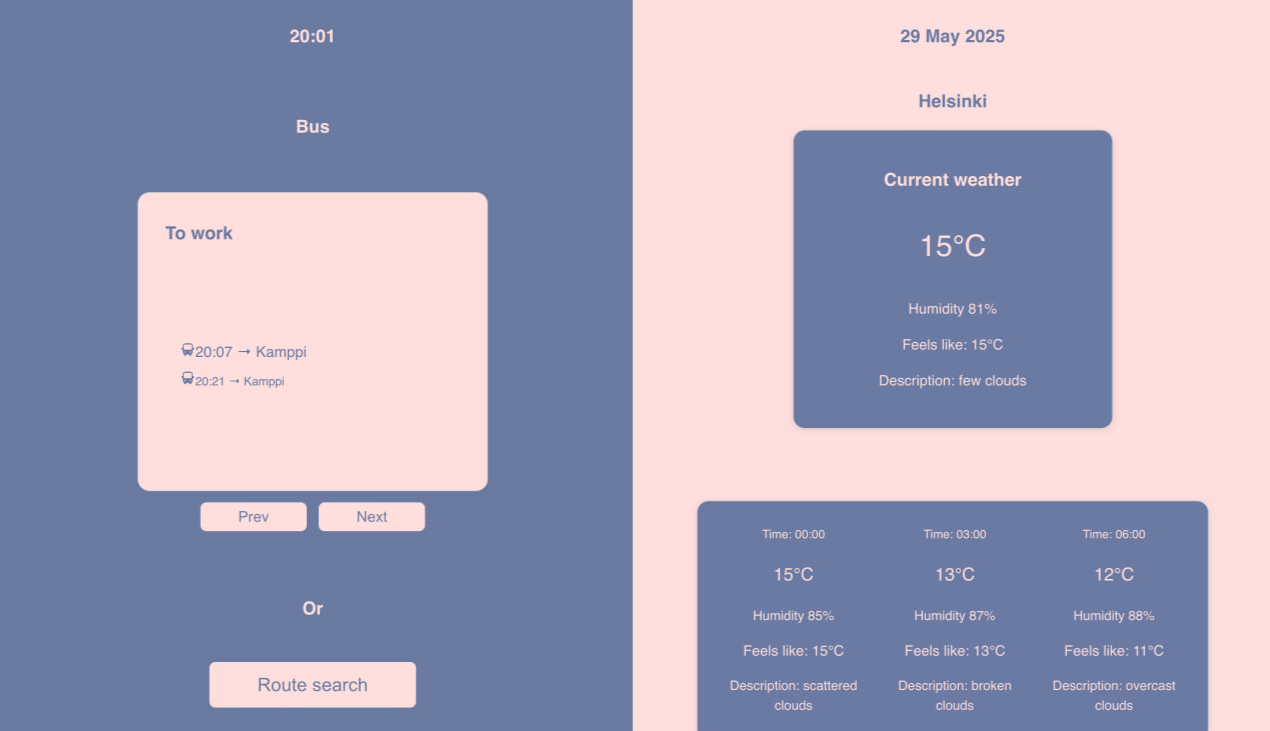 20:01
Bus
To work
20:07 → Kamppi
20:21 → Kamppi
Prev
Next
Or
Route search
29 May 2025
Helsinki
Current weather
15°C
Humidity 81%
Feels like: 15°C
Description: few clouds
Time: 00:00
15°C
Humidity 85%
Feels like: 15°C
Description: scattered
clouds
Time: 03:00
13°C
Humidity 87%
Feels like: 13°C
Description: broken
clouds
Time: 06:00
12°C
Humidity 88%
Feels like: 11°C
Description: overcast
clouds